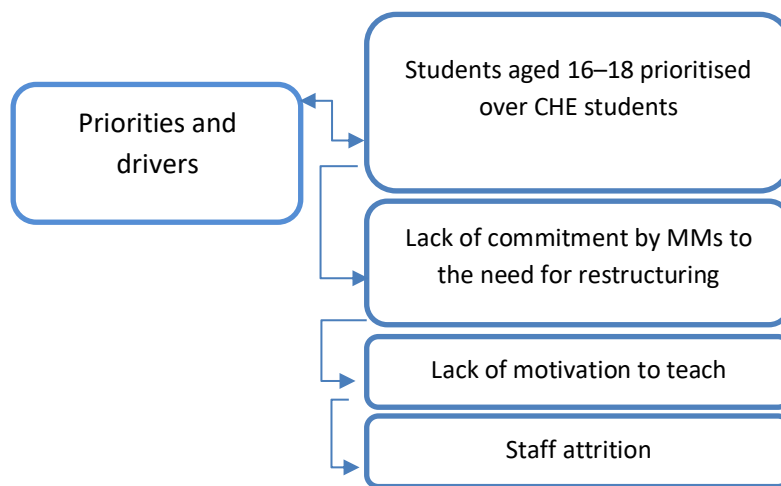 Students aged 16–18 prioritised
over CHE students
Priorities and
drivers
Lack of commitment by MMs to
the need for restructuring
Lack of motivation to teach
Staff attrition